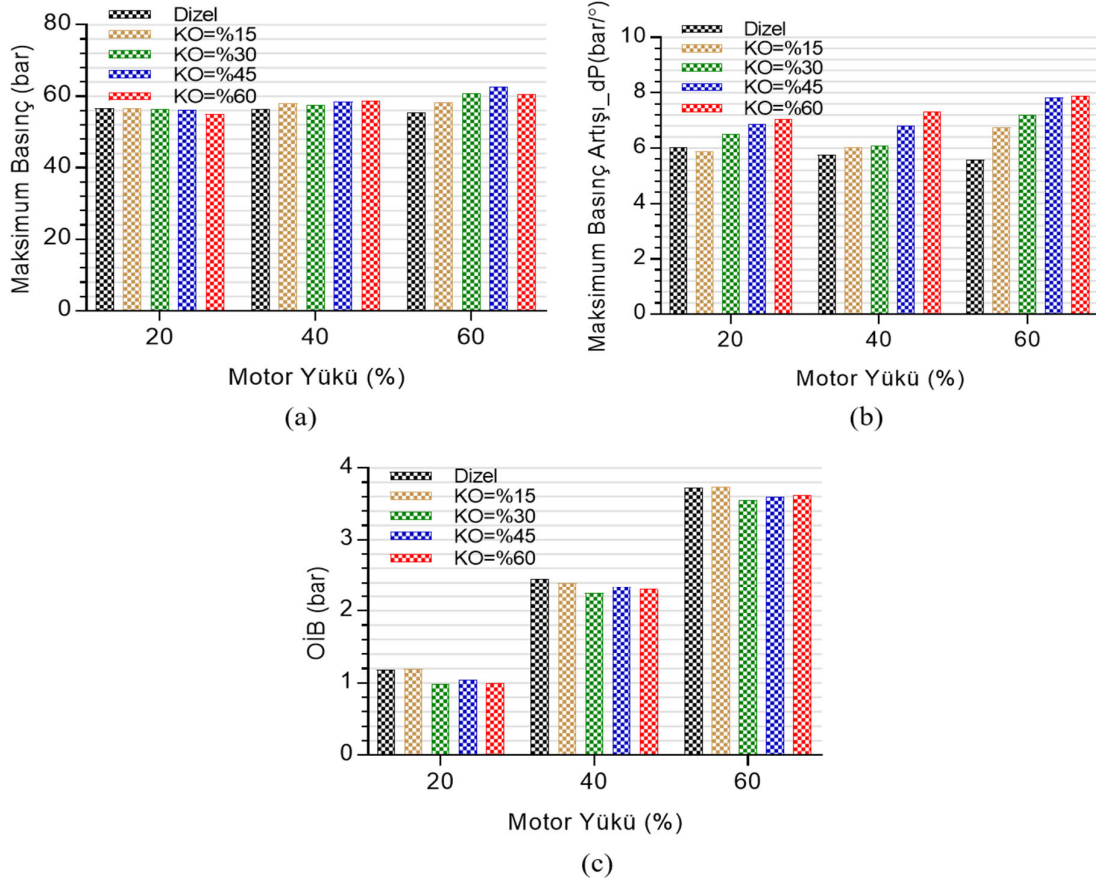 Maksimum Basınç (bar)
80
60
40
20
0
Dizel
KO=%15
KO=%30
KO=%45
KO=%60
20 40 60
Motor Yükü (%)
(a)
Maksimum Basınç Artışı_dP(bar/°)
10
8
6
4
2
0
Dizel
KO=%15
KO=%30
KO=%45
KO=%60
20 40 60
Motor Yükü (%)
(b)
OİB (bar)
4
3
2
1
0
Dizel
KO=%15
KO=%30
KO=%45
KO=%60
20 40 60
Motor Yükü (%)
(c)